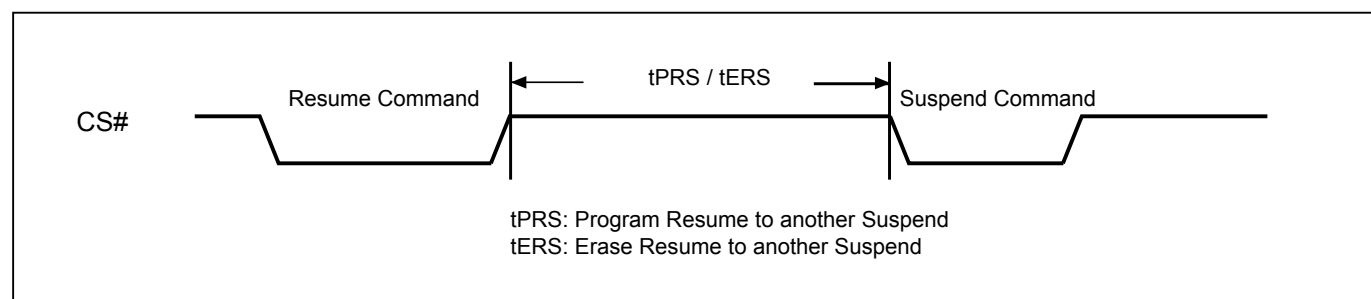 tPRS / tERS
Resume Command
Suspend Command
CS#
tPRS: Program Resume to another Suspend
tERS: Erase Resume to another Suspend